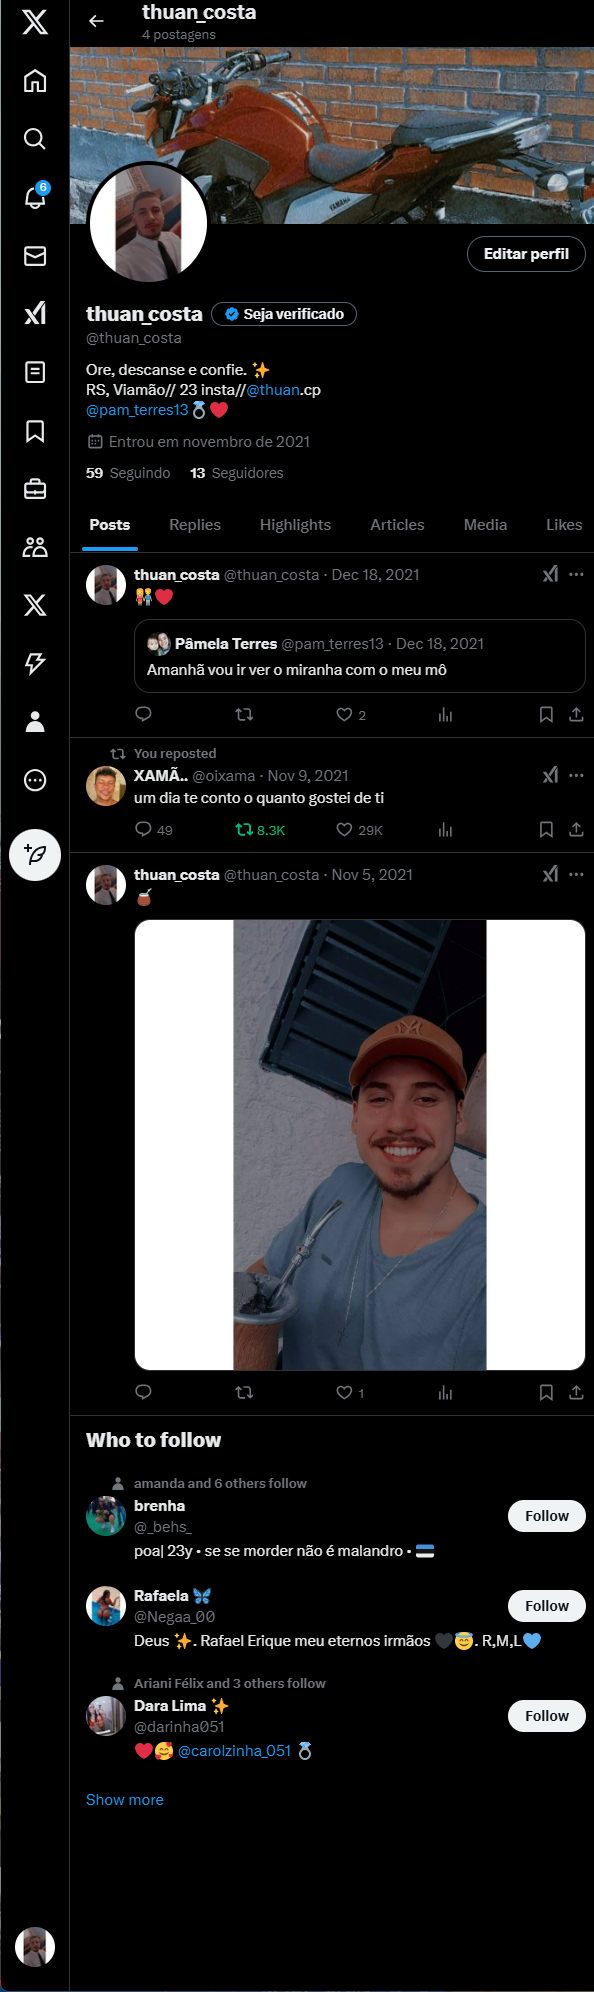 thuan_costa
4 postagens
YAMAHA
6
Editar perfil
thuan_costa Seja verificado
@thuan_costa
Ore, descanse e confie. ✨
RS, Viamão// 23 insta//@thuan.cp
@pam_terres13💍❤️
Entrou em novembro de 2021
59 Seguindo 13 Seguidores
Posts Replies Highlights Articles Media Likes
thuan_costa @thuan_costa · Dec 18, 2021
👫❤️
Pâmela Terres @pam_terres13 · Dec 18, 2021
Amanhã vou ir ver o miranha com o meu mô
2
You reposted
XAMÃ.. @oixama · Nov 9, 2021
um dia te conto o quanto gostei de ti
49 8.3K 29K
thuan_costa @thuan_costa · Nov 5, 2021
🧉
NY
1
Who to follow
amanda and 6 others follow
brenha
@_behs_
Follow
poa| 23y • se se morder não é malandro • 🇪🇪
Rafaela 🦋
@Negaa_00
Follow
Deus ✨. Rafael Erique meu eternos irmãos 🖤😇. R,M,L💙
Ariani Félix and 3 others follow
Dara Lima ✨
@darinha051
Follow
❤️🥰 @carolzinha_051 💍
Show more